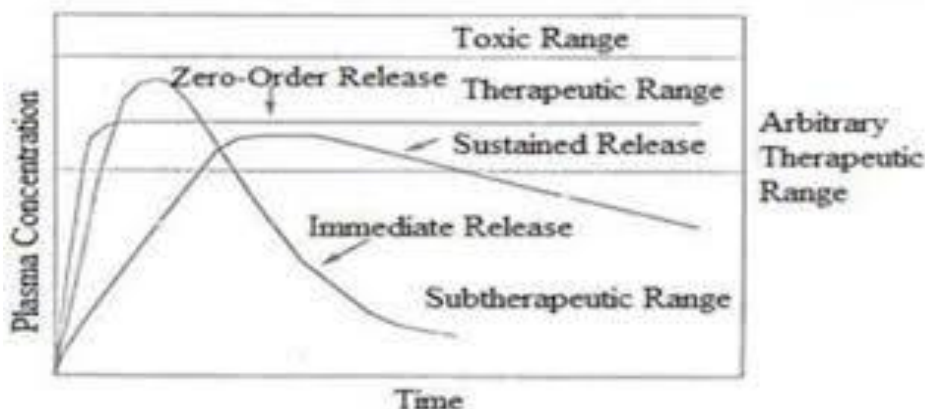 Toxic Range
Zero-Order Release
Therapeutic Range
Sustained Release
Arbitrary
Therapeutic
Range
Plasma Concentration
Immediate Release
Subtherapeutic Range
Time